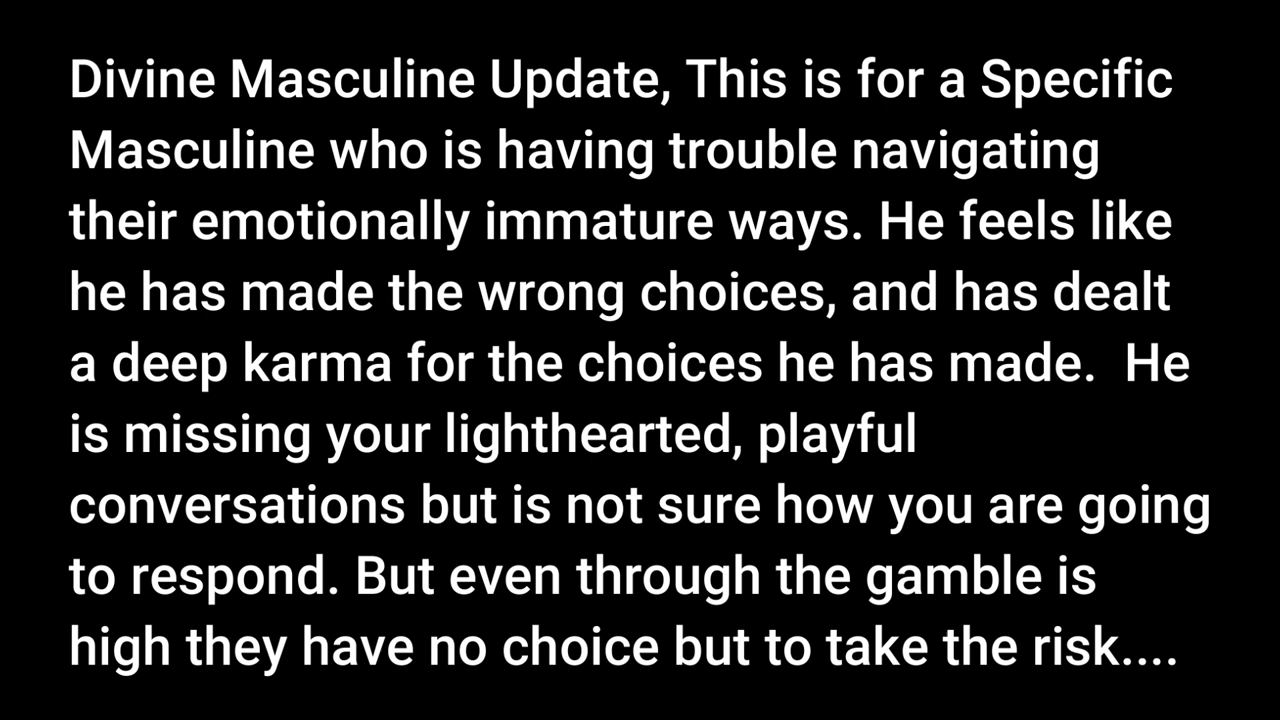 Divine Masculine Update, This is for a Specific
Masculine who is having trouble navigating
their emotionally immature ways. He feels like
he has made the wrong choices, and has dealt
a deep karma for the choices he has made.  He
is missing your lighthearted, playful
conversations but is not sure how you are going
to respond. But even through the gamble is
high they have no choice but to take the risk....